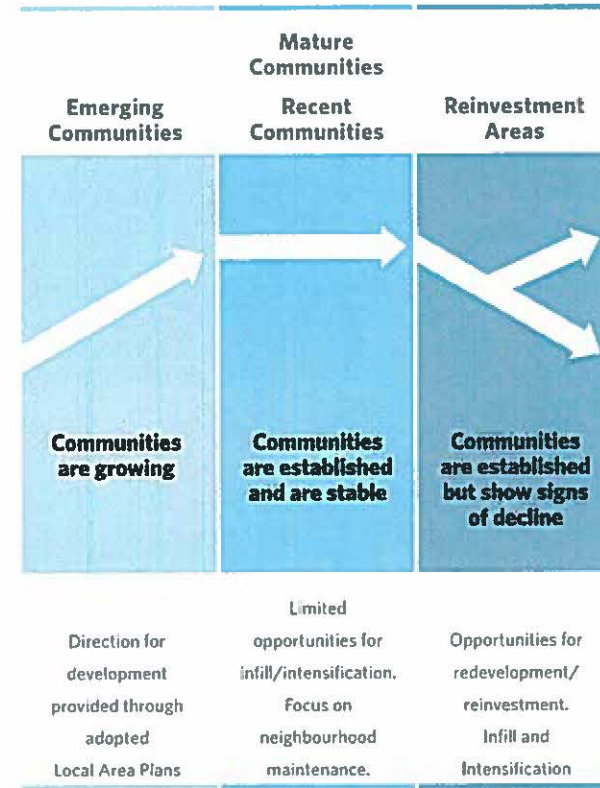 Mature
Communities
Emerging
Communities
Recent
Communities
Reinvestment
Areas
Communities
are growing
Communities
are established
and are stable
Communities
are established
but show signs
of decline
Direction for
development
provided through
adopted
Local Area Plans
Limited
opportunities for
infill/intensification.
Focus on
neighbourhood
maintenance.
Opportunities for
redevelopment/
reinvestment.
Infill and
Intensification